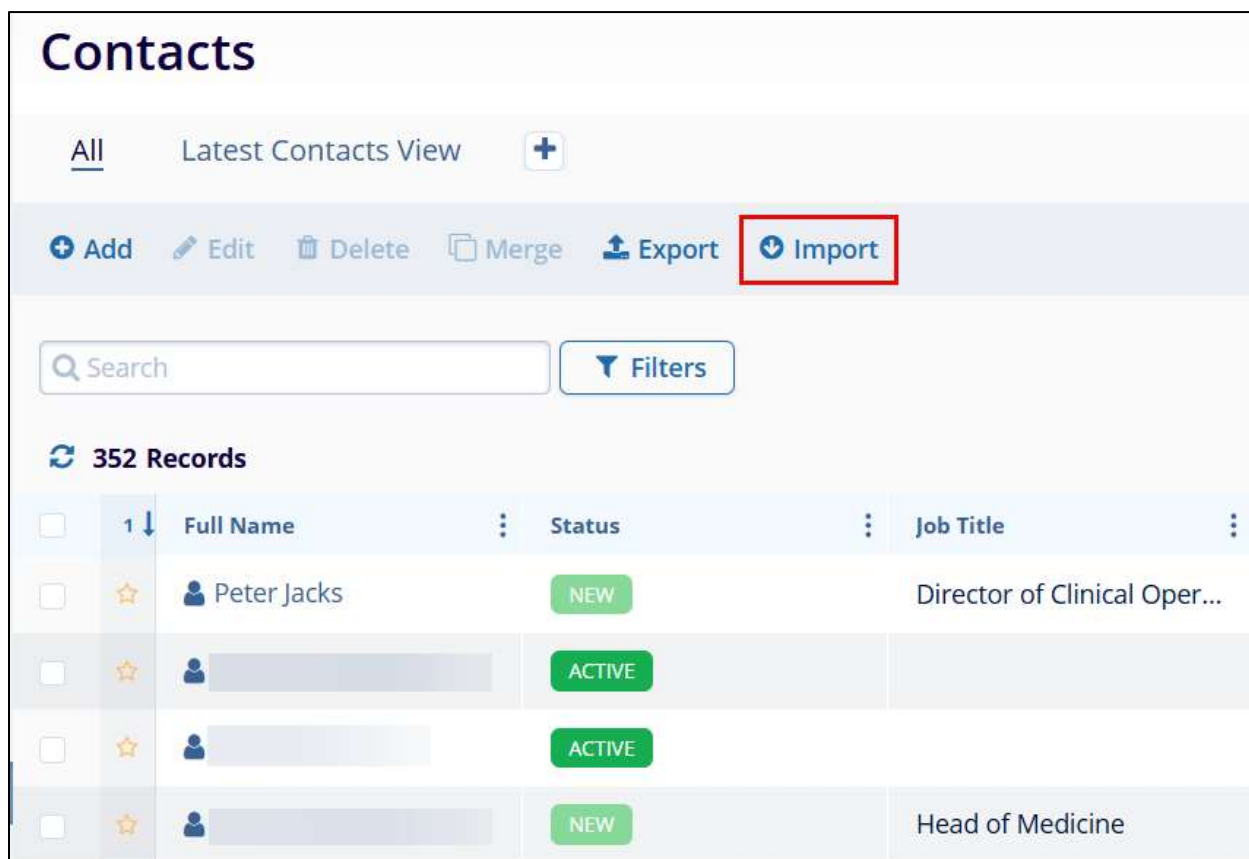 Contacts
All Latest Contacts View
Add Edit Delete Merge Export Import
Search Filters
352 Records
1 Full Name Status Job Title
Peter Jacks NEW Director of Clinical Oper...
ACTIVE
ACTIVE
NEW Head of Medicine